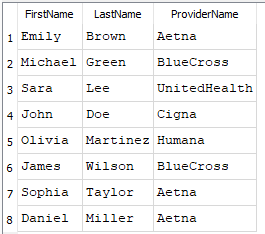 FirstName LastName ProviderName
1 Emily Brown Aetna
2 Michael Green BlueCross
3 Sara Lee UnitedHealth
4 John Doe Cigna
5 Olivia Martinez Humana
6 James Wilson BlueCross
7 Sophia Taylor Aetna
8 Daniel Miller Aetna